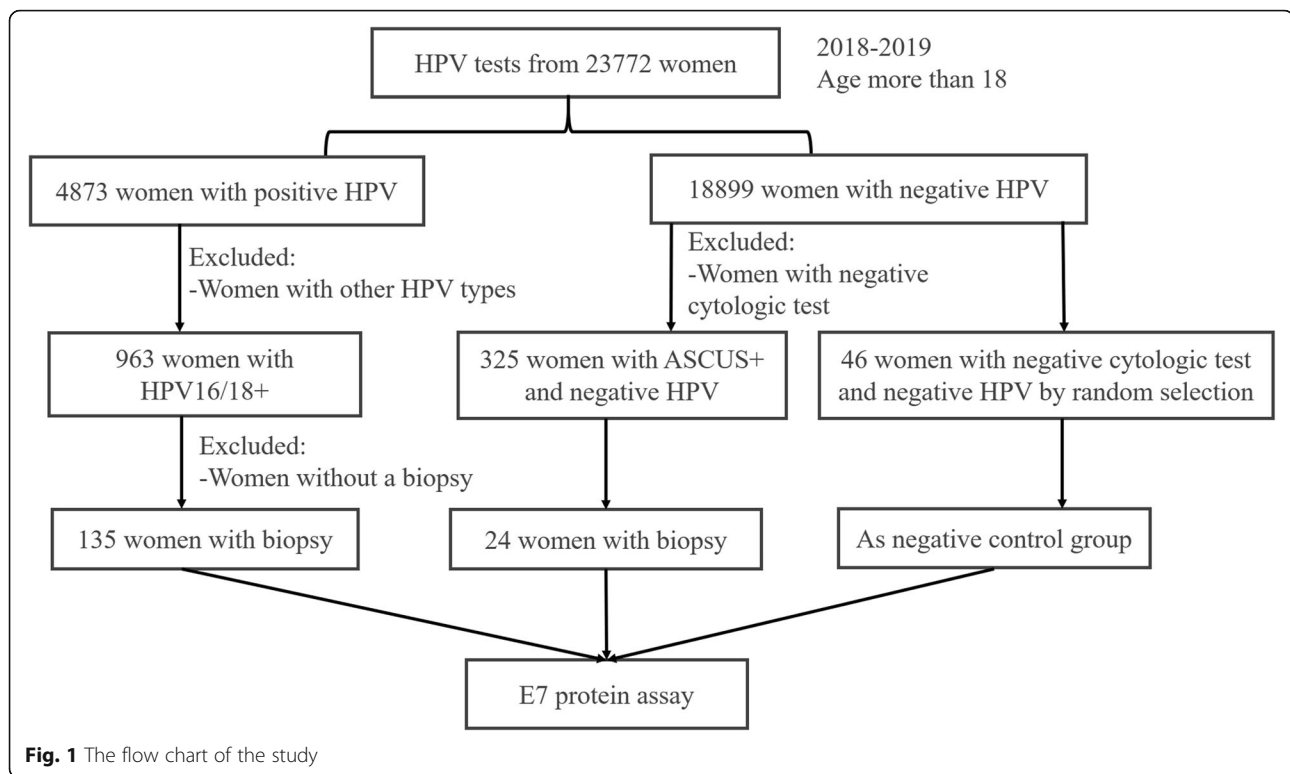 HPV tests from 23772 women
2018-2019
Age more than 18
4873 women with positive HPV
18899 women with negative HPV
Excluded:
-Women with other HPV types
Excluded:
-Women with negative
cytologic test
963 women with
HPV16/18+
325 women with ASCUS+
and negative HPV
46 women with negative cytologic test
and negative HPV by random selection
Excluded:
-Women without a biopsy
135 women with biopsy
24 women with biopsy
As negative control group
E7 protein assay
Fig. 1 The flow chart of the study